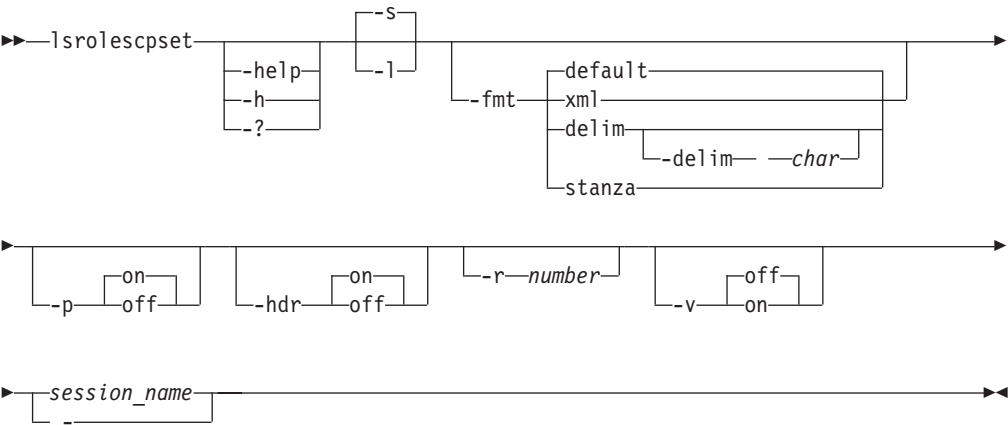 -s
lsrolescpset
-help
-l
default
-h
-fmt
xml
-?
delim
-delim char
stanza
on
on
-r number
off
-p
off
-hdr
off
-v
on
session_name
-